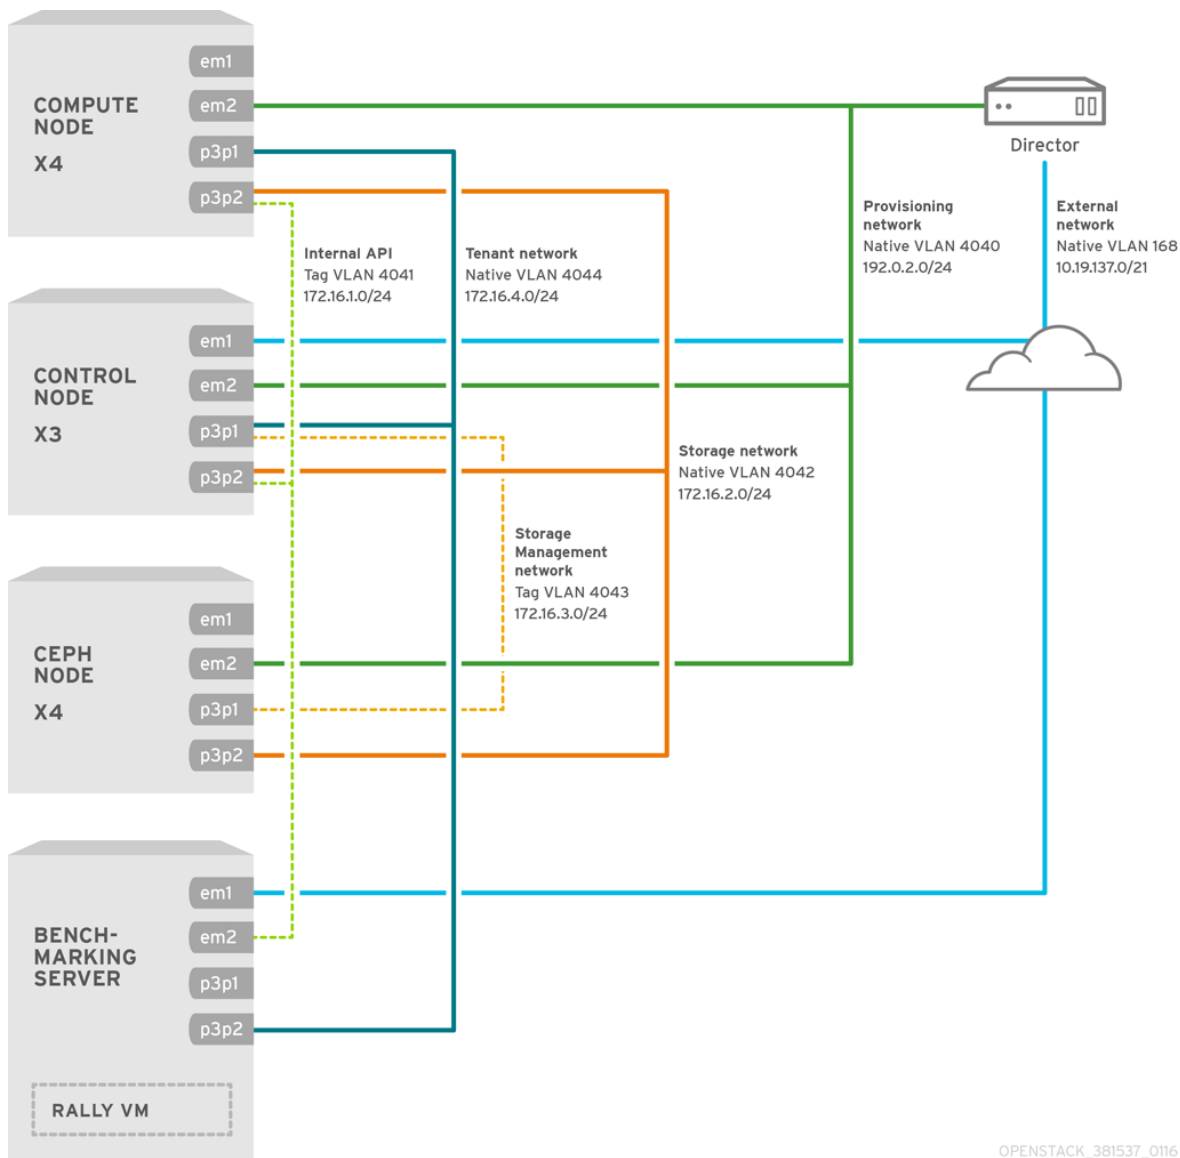 COMPUTE
NODE
X4
em1
em2
p3p1
p3p2
Director
Provisioning
network
Native VLAN 4040
192.0.2.0/24
External
network
Native VLAN 168
10.19.137.0/21
Internal API
Tag VLAN 4041
172.16.1.0/24
Tenant network
Native VLAN 4044
172.16.4.0/24
CONTROL
NODE
X3
em1
em2
p3p1
p3p2
Storage network
Native VLAN 4042
172.16.2.0/24
Storage
Management
network
Tag VLAN 4043
172.16.3.0/24
CEPH
NODE
X4
em1
em2
p3p1
p3p2
BENCH-
MARKING
SERVER
em1
em2
p3p1
p3p2
RALLY VM
OPENSTACK_381537_0116